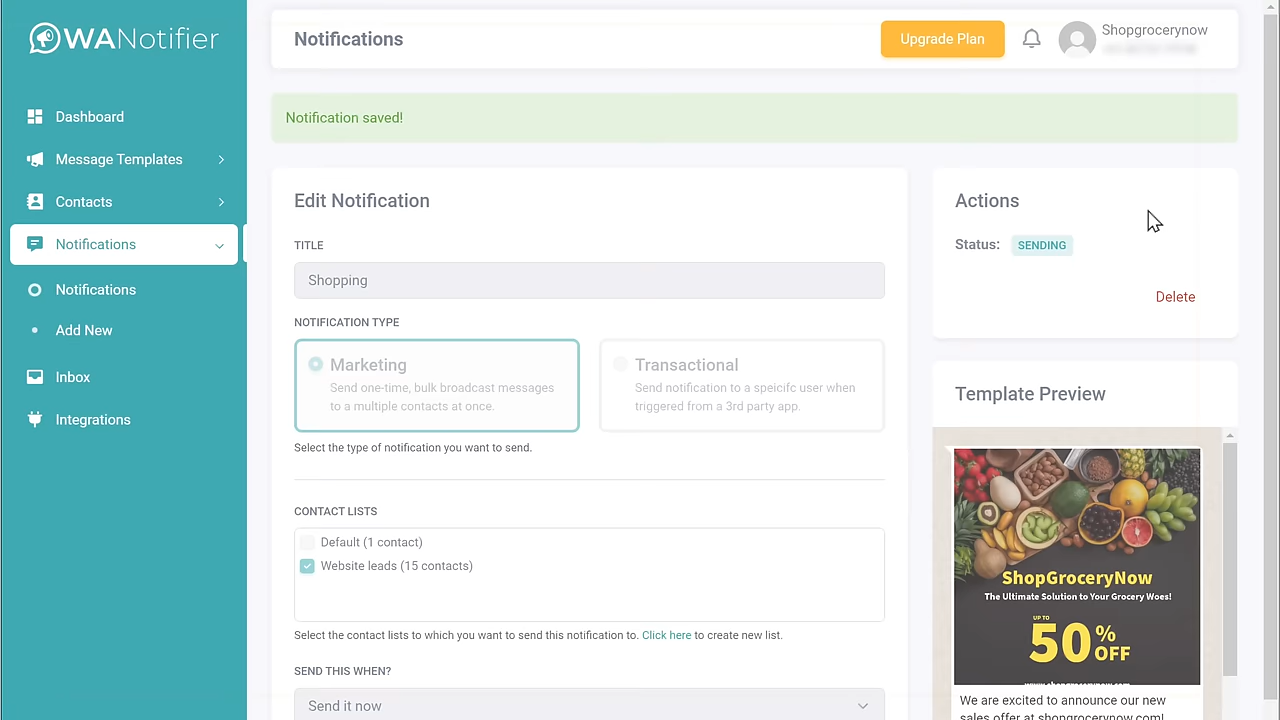 WANotifier
Notifications
Upgrade Plan
Shopgrocerynow
Dashboard
Message Templates
Contacts
Notifications
Notifications
Add New
Inbox
Integrations
Notification saved!
Edit Notification
TITLE
Shopping
NOTIFICATION TYPE
Marketing
Send one-time, bulk broadcast messages
to a multiple contacts at once.
Transactional
Send notification to a speicifc user when
triggered from a 3rd party app.
Select the type of notification you want to send.
CONTACT LISTS
Default (1 contact)
Website leads (15 contacts)
Select the contact lists to which you want to send this notification to. Click here to create new list.
SEND THIS WHEN?
Send it now
Actions
Status: SENDING
Delete
Template Preview
ShopGroceryNow
The Ultimate Solution to Your Grocery Woes!
UP TO
50% OFF
www.shopgrocerynow.com
We are excited to announce our new
sales offer at shopgrocerynow.com!